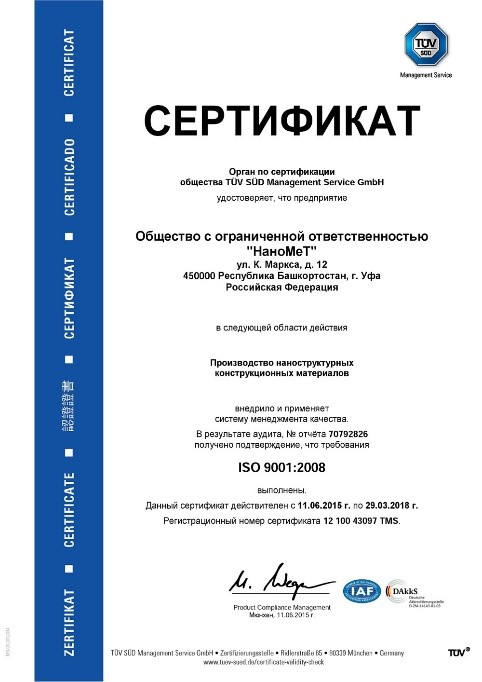 TÜV
SÜD
Management Service
СЕРТИФИКАТ
Орган по сертификации
общества TÜV SÜD Management Service GmbH
удостоверяет, что предприятие
Общество с ограниченной ответственностью
"НаноМеТ"
ул. К. Маркса, д. 12
450000 Республика Башкортостан, г. Уфа
Российская Федерация
в следующей области действия
Производство наноструктурных
конструкционных материалов
внедрило и применяет
систему менеджмента качества.
В результате аудита, № отчёта 70792826
получено подтверждение, что требования
ISO 9001:2008
выполнены.
Данный сертификат действителен с 11.06.2015 г. по 29.03.2018 г.
Регистрационный номер сертификата 12 100 43097 TMS.
Product Compliance Management
Мюнхен, 11.06.2015 г.
IAF
DAkkS
Deutsche
Akkreditierungsstelle
TÜV SÜD Management Service GmbH • Zertifizierungsstelle • Ridlerstraße 65 • 80339 München • Germany
www.tuev-sued.de/certificate-validity-check
TÜV®
ZERTIFIKAT ■ CERTIFICATE ■ 認證證書 ■ СЕРТИФИКАТ ■ CERTIFICADO ■ CERTIFICAT